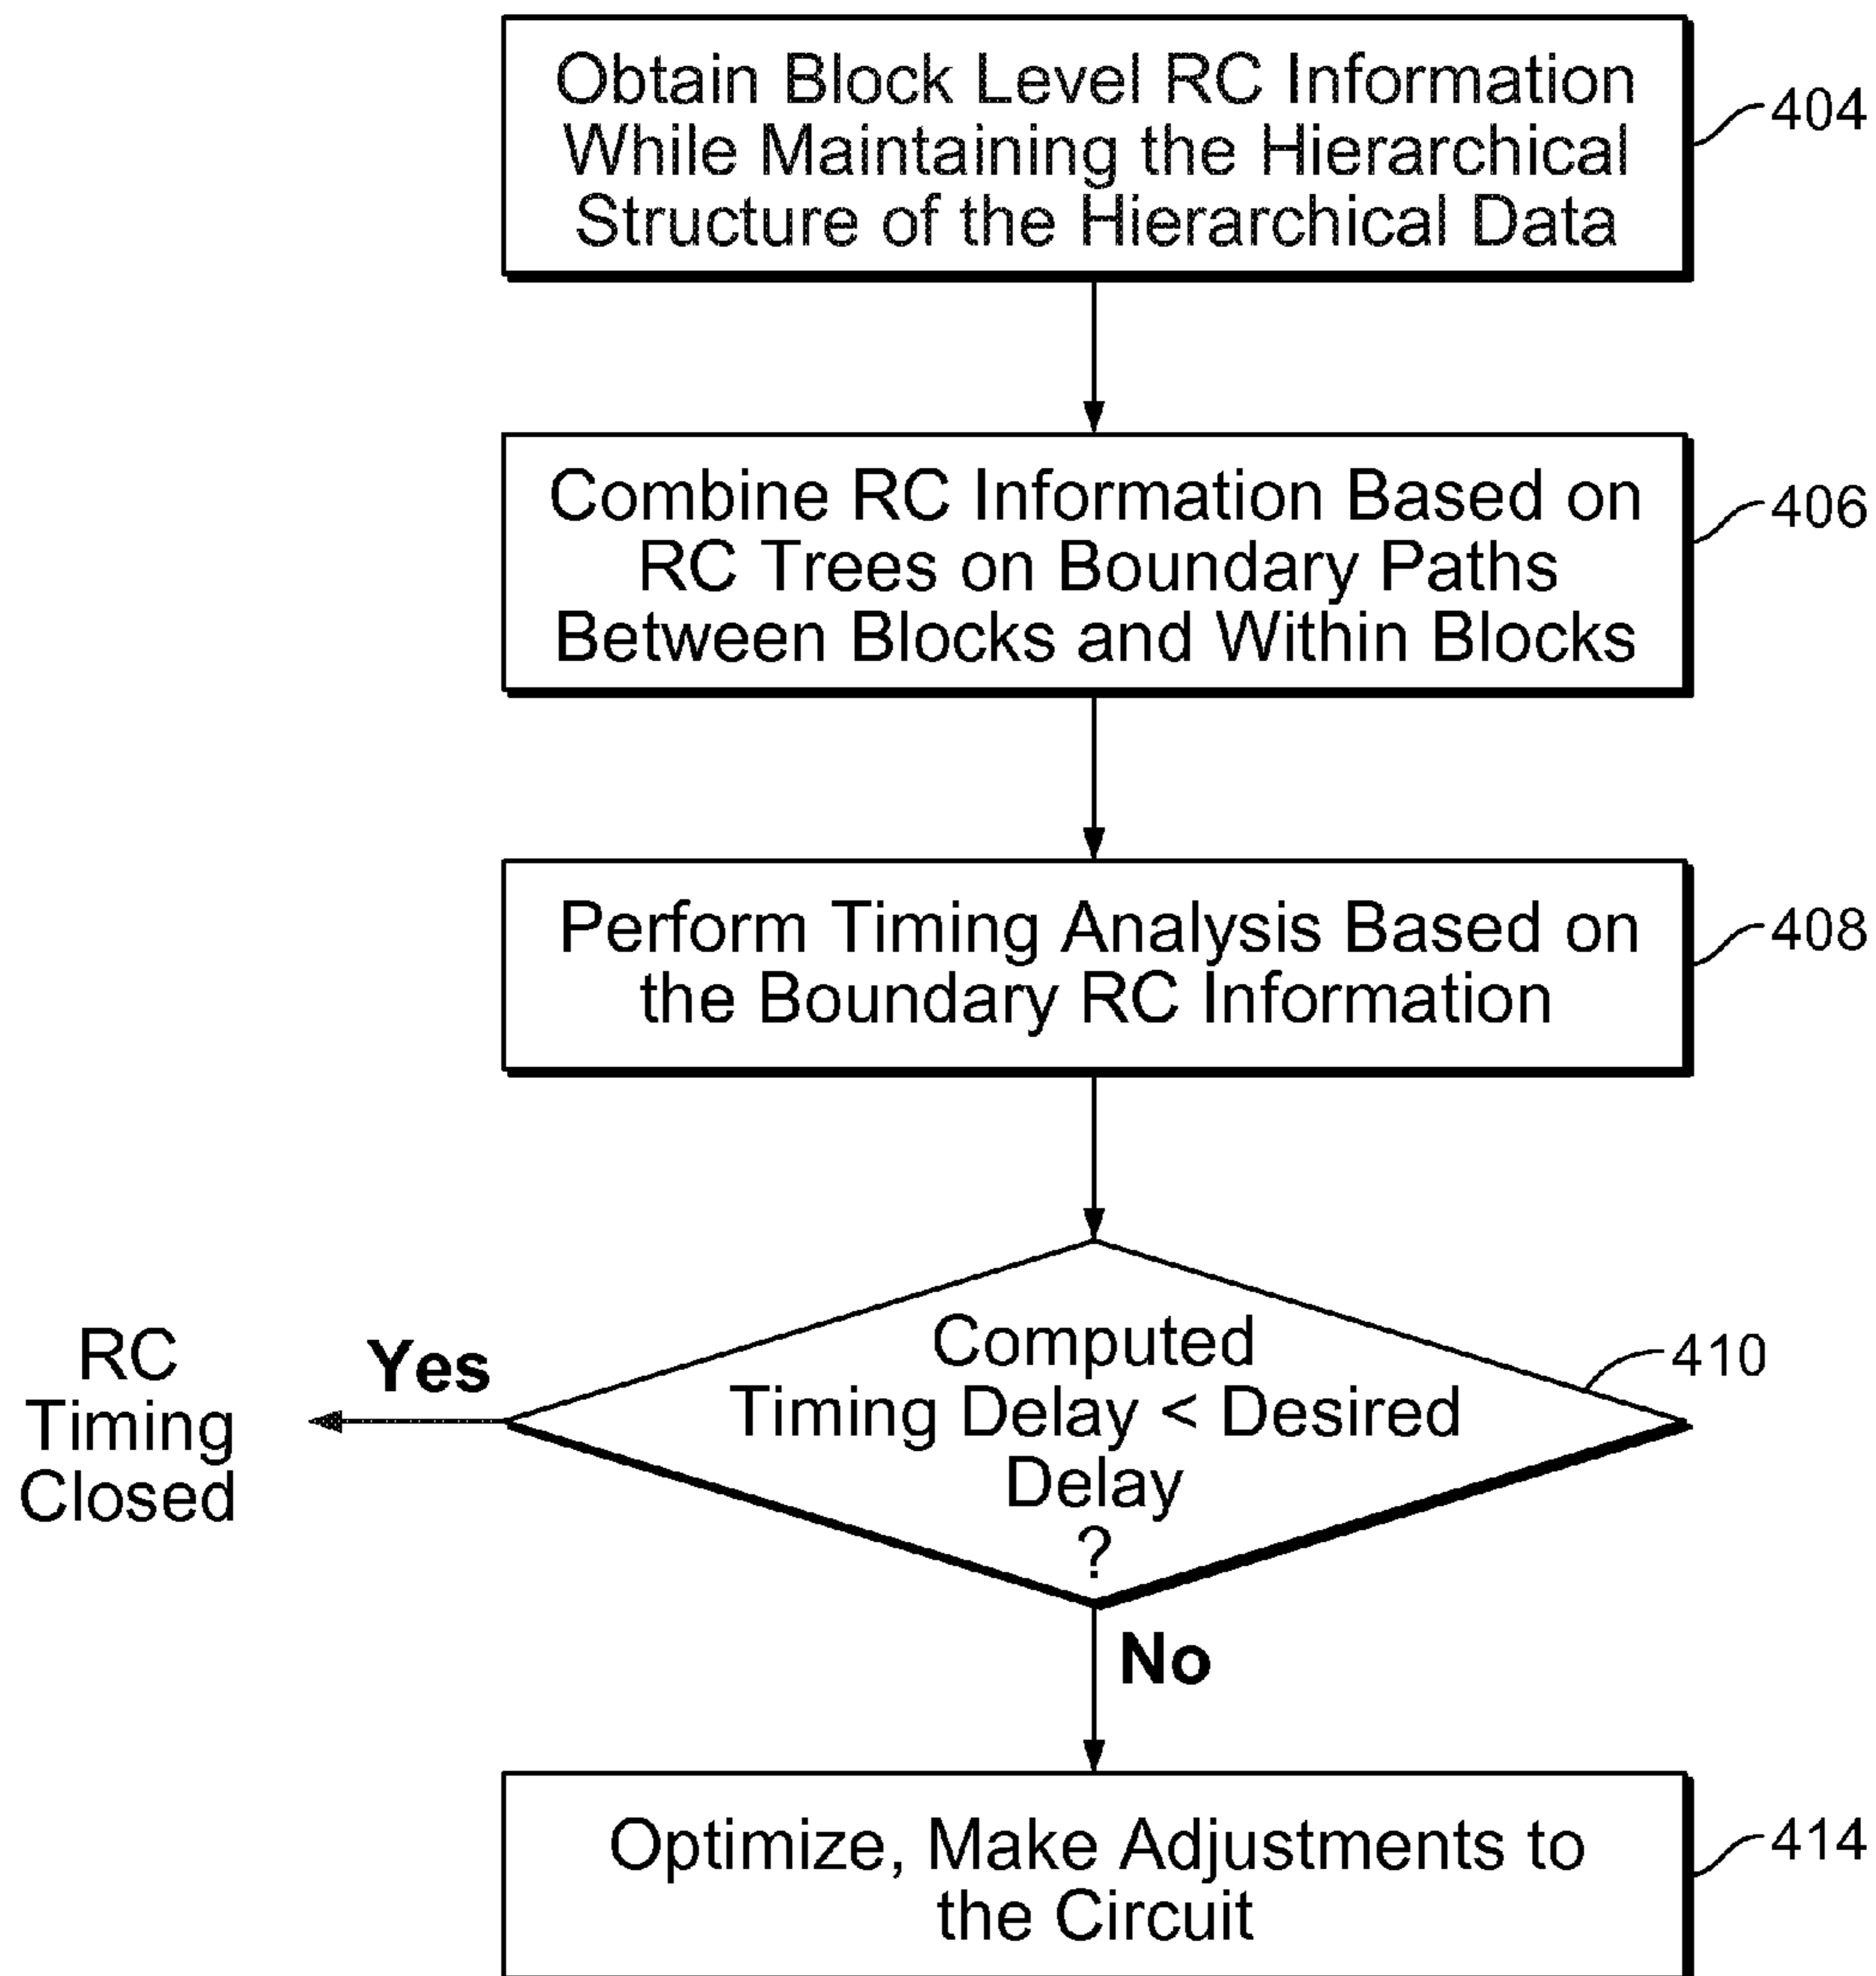 Obtain Block Level RC Information
While Maintaining the Hierarchical
Structure of the Hierarchical Data
404
Combine RC Information Based on
RC Trees on Boundary Paths
Between Blocks and Within Blocks
406
Perform Timing Analysis Based on
the Boundary RC Information
408
Computed
Timing Delay < Desired
Delay
?
410
Yes
RC
Timing
Closed
No
Optimize, Make Adjustments to
the Circuit
414